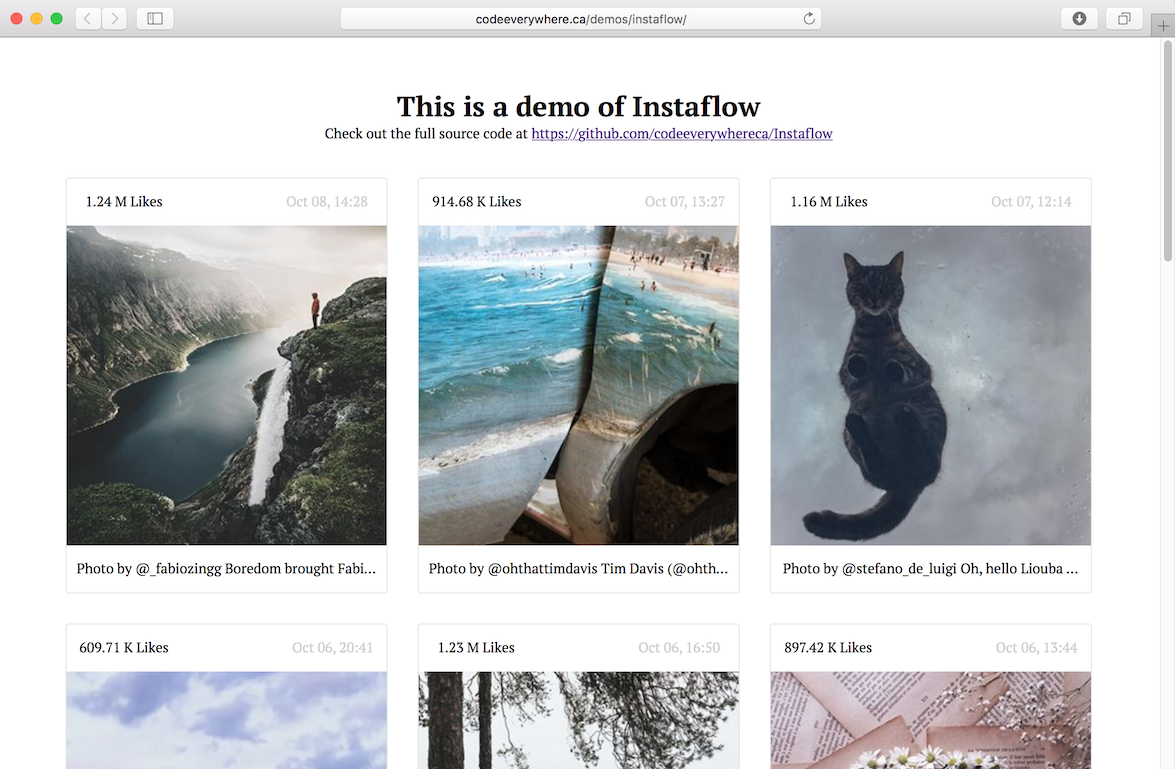 codeeverywhere.ca/demos/instaflow/
This is a demo of Instaflow
Check out the full source code at https://github.com/codeeverywhereca/Instaflow
1.24 M Likes Oct 08, 14:28
914.68 K Likes Oct 07, 13:27
1.16 M Likes Oct 07, 12:14
Photo by @_fabiozingg Boredom brought Fabi...
Photo by @ohthattimdavis Tim Davis (@ohth...
Photo by @stefano_de_luigi Oh, hello Liouba ...
609.71 K Likes Oct 06, 20:41
1.23 M Likes Oct 06, 16:50
897.42 K Likes Oct 06, 13:44